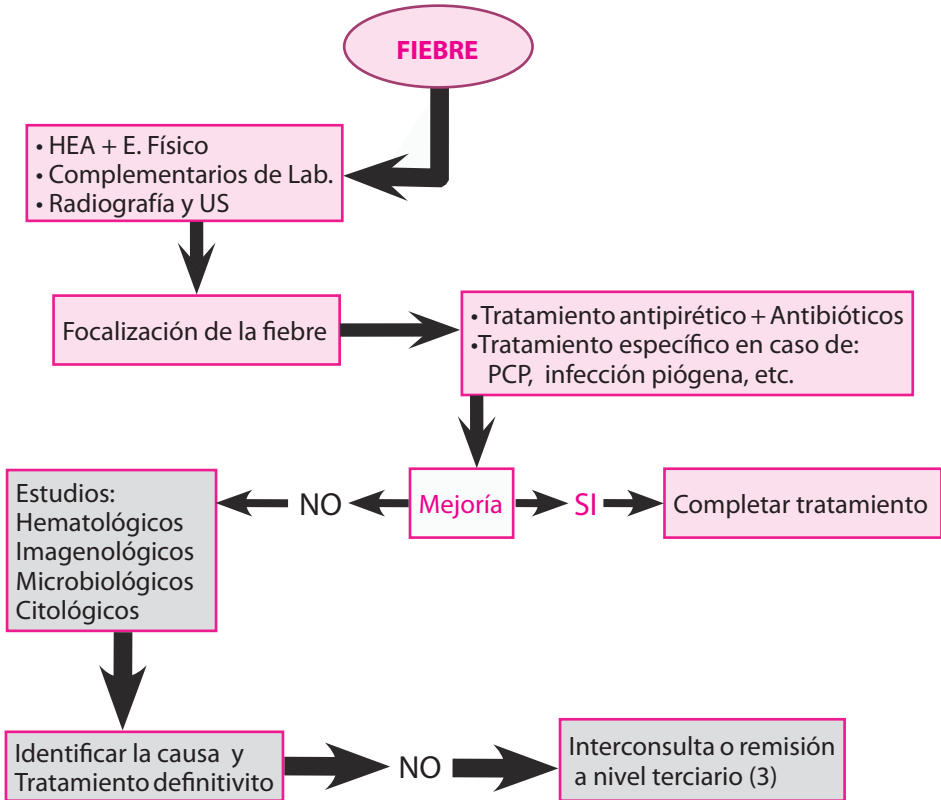 FIEBRE
• HEA + E. Físico
• Complementarios de Lab.
• Radiografía y US
Focalización de la fiebre
•Tratamiento antipirético + Antibióticos
•Tratamiento específico en caso de:
PCP, infección piógena, etc.
Estudios:
Hematológicos
Imagenológicos
Microbiológicos
Citológicos
NO
Mejoría
SI
Completar tratamiento
Identificar la causa y
Tratamiento definitivito
NO
Interconsulta o remisión
a nivel terciario (3)